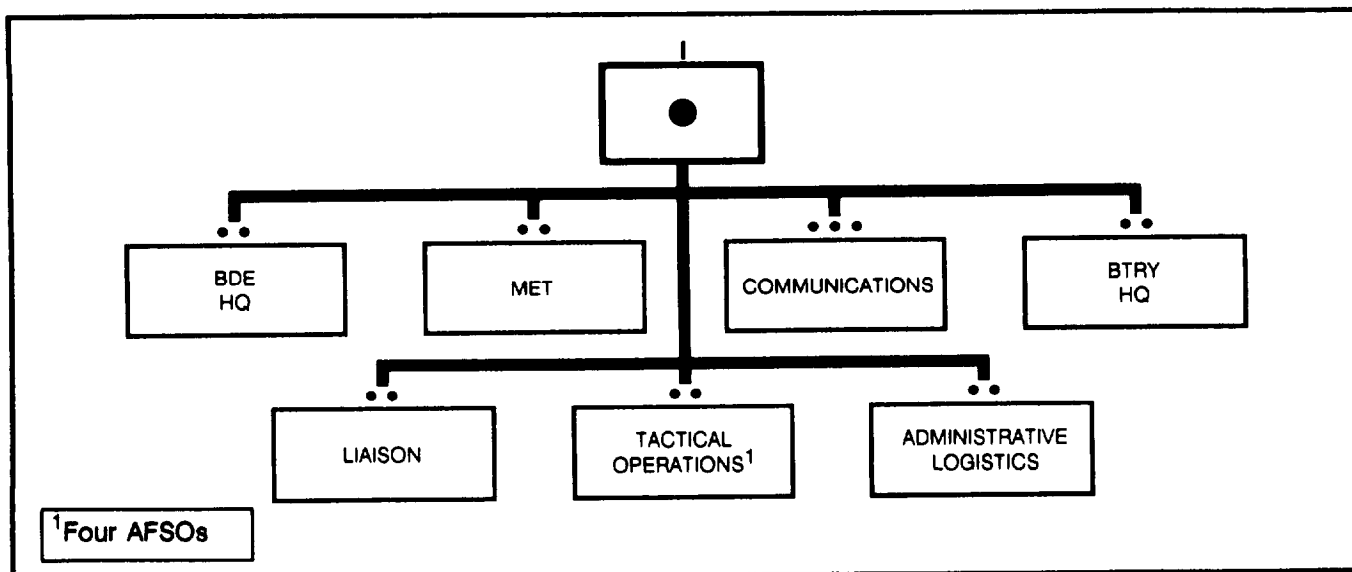 BDE
HQ
MET
COMMUNICATIONS
BTRY
HQ
LIAISON
TACTICAL
OPERATIONS¹
ADMINISTRATIVE
LOGISTICS
¹Four AFSOs